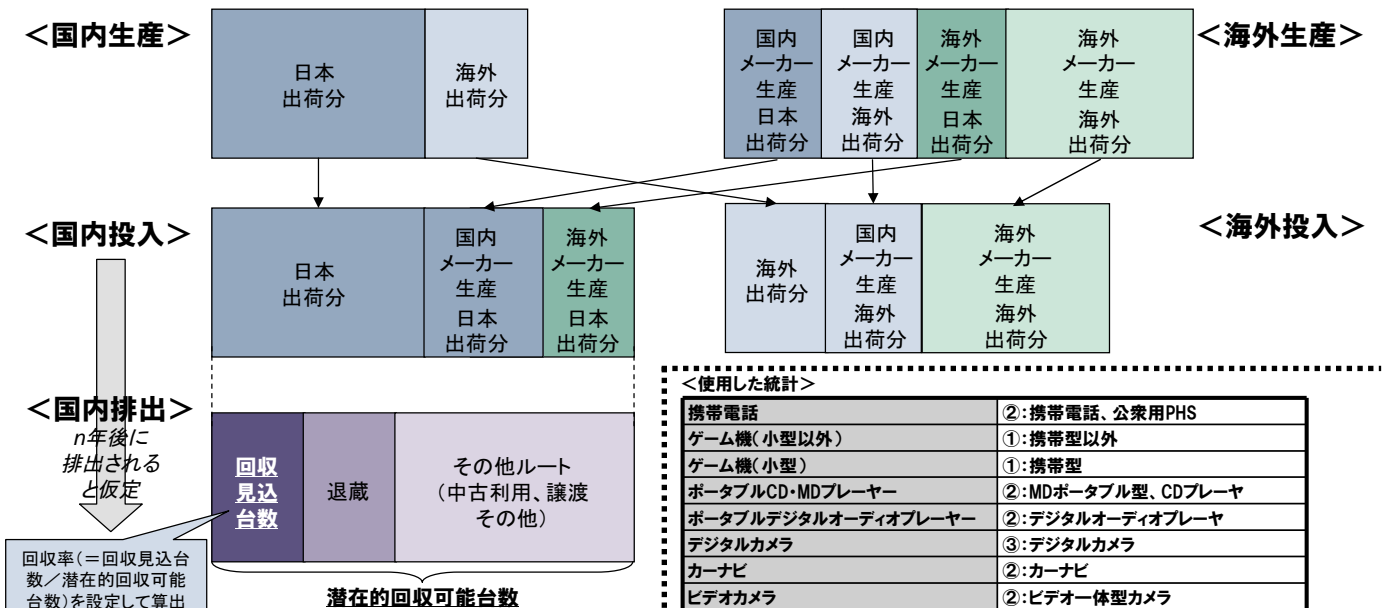 ＜国内生産＞
日本
出荷分
海外
出荷分
国内
メーカー
生産
日本
出荷分
国内
メーカー
生産
海外
出荷分
海外
メーカー
生産
日本
出荷分
海外
メーカー
生産
海外
出荷分
＜海外生産＞
＜国内投入＞
日本
出荷分
国内
メーカー
生産
日本
出荷分
海外
メーカー
生産
日本
出荷分
海外
出荷分
国内
メーカー
生産
海外
出荷分
海外
メーカー
生産
海外
出荷分
＜海外投入＞
＜国内排出＞
n年後に
排出される
と仮定
回収
見込
台数
退蔵
その他ルート
（中古利用、譲渡
その他）
回収率（＝回収見込台
数／潜在的回収可能
台数）を設定して算出
潜在的回収可能台数
＜使用した統計＞
携帯電話 ②：携帯電話、公衆用PHS
ゲーム機（小型以外） ①：携帯型以外
ゲーム機（小型） ①：携帯型
ポータブルCD・MDプレーヤー ②：MDポータブル型、CDプレーヤ
ポータブルデジタルオーディオプレーヤー ②：デジタルオーディオプレーヤ
デジタルカメラ ③：デジタルカメラ
カーナビ ②：カーナビ
ビデオカメラ ②：ビデオ一体型カメラ